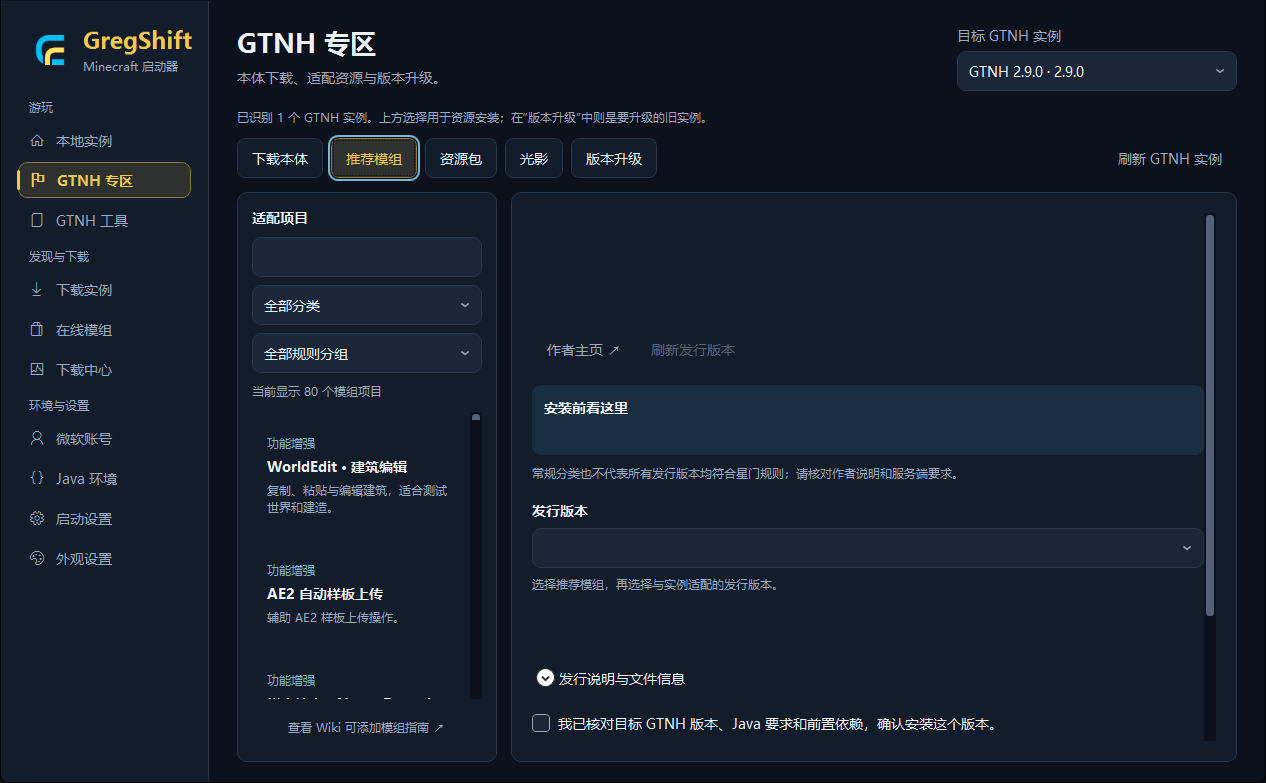 GregShift
Minecraft 启动器
游玩
本地实例
GTNH 专区
GTNH 工具
发现与下载
下载实例
在线模组
下载中心
环境与设置
微软账号
Java 环境
启动设置
外观设置
GTNH 专区
本体下载、适配资源与版本升级。
目标 GTNH 实例
GTNH 2.9.0 · 2.9.0
已识别 1 个 GTNH 实例。上方选择用于资源安装；在“版本升级”中则是要升级的旧实例。
下载本体
推荐模组
资源包
光影
版本升级
刷新 GTNH 实例
适配项目
全部分类
全部规则分组
当前显示 80 个模组项目
功能增强
WorldEdit • 建筑编辑
复制、粘贴与编辑建筑，适合测试
世界和建造。
功能增强
AE2 自动样板上传
辅助 AE2 样板上传操作。
功能增强
查看 Wiki 可添加模组指南 ↗
作者主页 ↗
刷新发行版本
安装前看这里
常规分类也不代表所有发行版本均符合星门规则；请核对作者说明和服务端要求。
发行版本
选择推荐模组，再选择与实例适配的发行版本。
发行说明与文件信息
我已核对目标 GTNH 版本、Java 要求和前置依赖，确认安装这个版本。